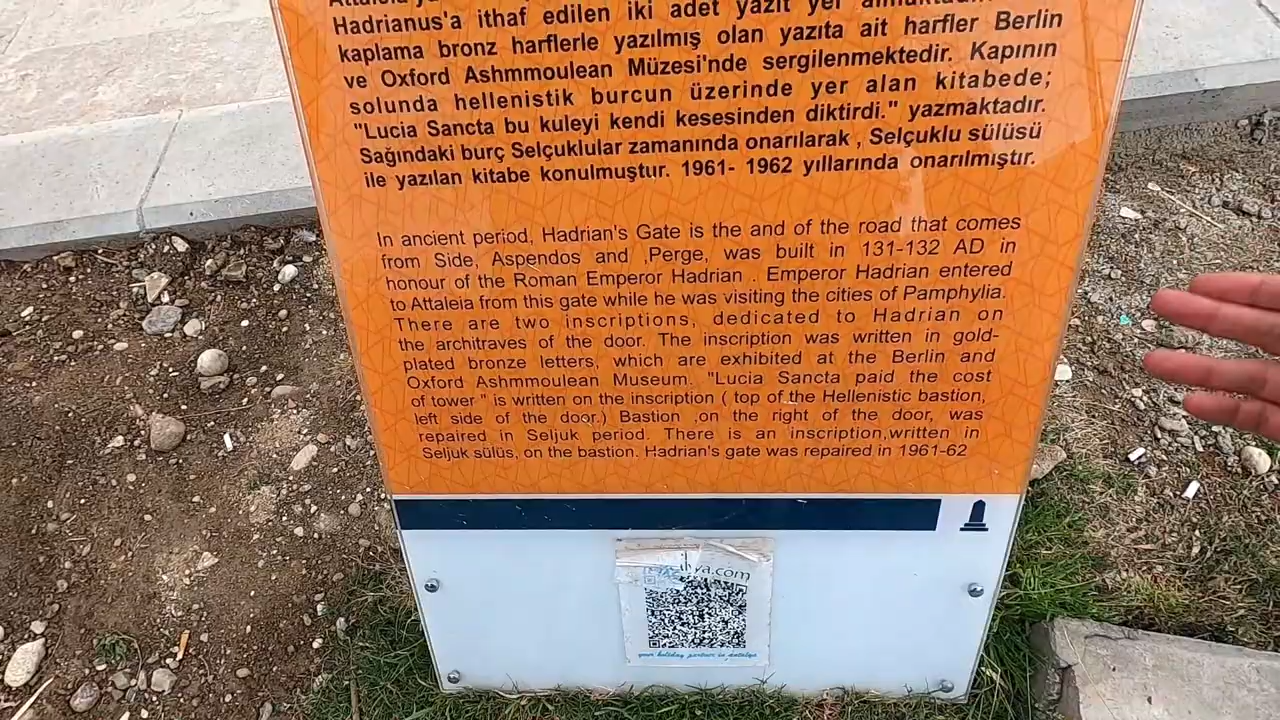 Hadrianus'a ithaf edilen iki adet yazıt yer
kaplama bronz harflerle yazılmış olan yazıta ait harfler Berlin
ve Oxford Ashmmoulean Müzesi'nde sergilenmektedir. Kapının
solunda hellenistik burcun üzerinde yer alan kitabede;
"Lucia Sancta bu kuleyi kendi kesesinden diktirdi." yazmaktadır.
Sağındaki burç Selçuklular zamanında onarılarak , Selçuklu sülüsü
ile yazılan kitabe konulmuştur. 1961- 1962 yıllarında onarılmıştır.
In ancient period, Hadrian's Gate is the and of the road that comes
from Side, Aspendos and ,Perge, was built in 131-132 AD in
honour of the Roman Emperor Hadrian . Emperor Hadrian entered
to Attaleia from this gate while he was visiting the cities of Pamphylia.
There are two inscriptions, dedicated to Hadrian on
the architraves of the door. The inscription was written in gold-
plated bronze letters, which are exhibited at the Berlin and
Oxford Ashmmoulean Museum. "Lucia Sancta paid the cost
of tower " is written on the inscription ( top of the Hellenistic bastion,
left side of the door.) Bastion ,on the right of the door, was
repaired in Seljuk period. There is an inscription,written in
Seljuk sülüs, on the bastion. Hadrian's gate was repaired in 1961-62
your holiday partner in antalya